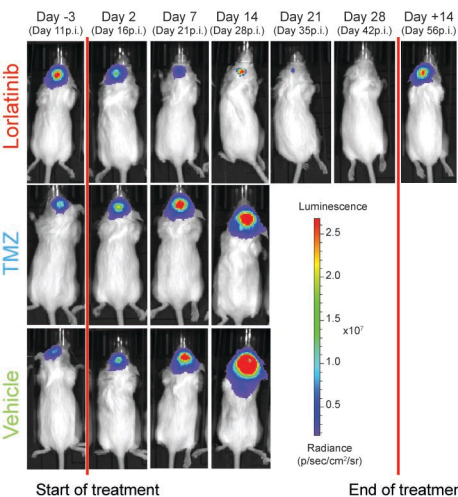 Day -3 Day 2 Day 7 Day 14 Day 21 Day 28 Day +14
(Day 11p.i.) (Day 16p.i.) (Day 21p.i.) (Day 28p.i.) (Day 35p.i.) (Day 42p.i.) (Day 56p.i.)
Lorlatinib
TMZ
Vehicle
Luminescence
2.5
2.0
1.5
x10⁷
1.0
0.5
Radiance
(p/sec/cm²/sr)
Start of treatment End of treatmer